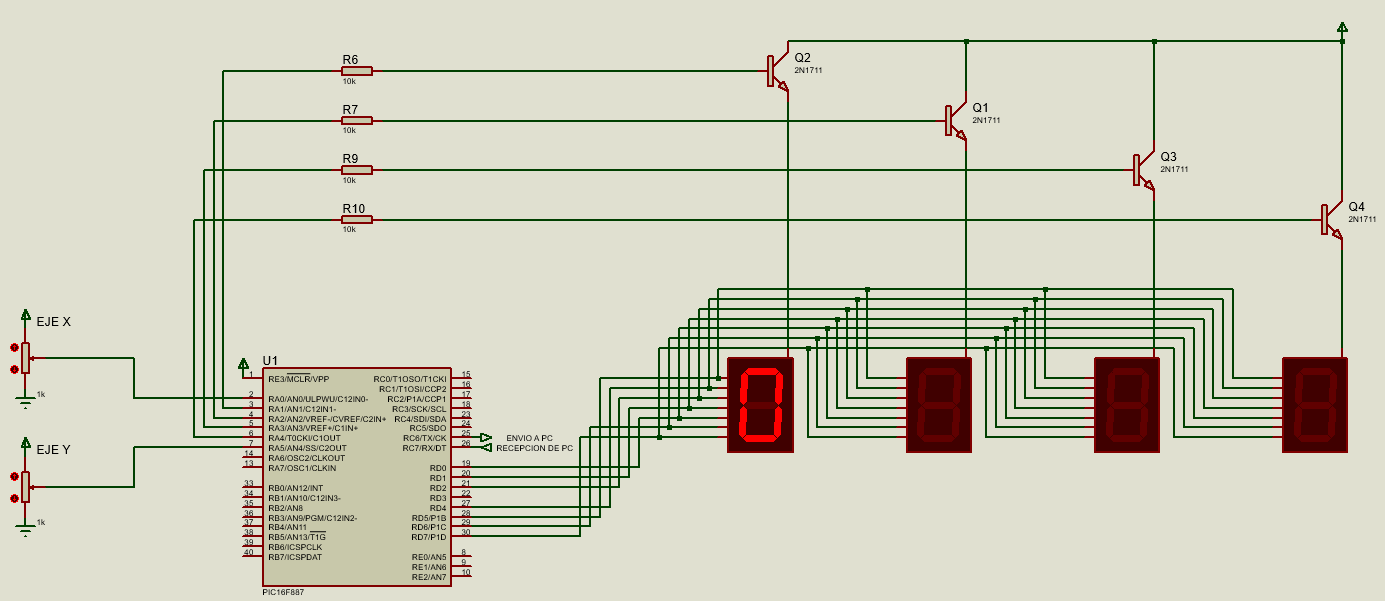 R6
10k
Q2
2N1711
R7
10k
Q1
2N1711
R9
10k
Q3
2N1711
R10
10k
Q4
2N1711
EJE X
1k
EJE Y
1k
U1
1 RE3/MCLR/VPP
2 RA0/AN0/ULPWU/C12IN0-
3 RA1/AN1/C12IN1-
4 RA2/AN2/VREF-/CVREF/C2IN+
5 RA3/AN3/VREF+/C1IN+
6 RA4/T0CKI/C1OUT
7 RA5/AN4/SS/C2OUT
14 RA6/OSC2/CLKOUT
13 RA7/OSC1/CLKIN
33 RB0/AN12/INT
34 RB1/AN10/C12IN3-
35 RB2/AN8
36 RB3/AN9/PGM/C12IN2-
37 RB4/AN11
38 RB5/AN13/T1G
39 RB6/ICSPCLK
40 RB7/ICSPDAT
RC0/T1OSO/T1CKI 15
RC1/T1OSI/CCP2 16
RC2/P1A/CCP1 17
RC3/SCK/SCL 18
RC4/SDI/SDA 23
RC5/SDO 24
RC6/TX/CK 25
RC7/RX/DT 26
RD0 19
RD1 20
RD2 21
RD3 22
RD4 27
RD5/P1B 28
RD6/P1C 29
RD7/P1D 30
RE0/AN5 8
RE1/AN6 9
RE2/AN7 10
PIC16F887
ENVIO A PC
RECEPCION DE PC
0